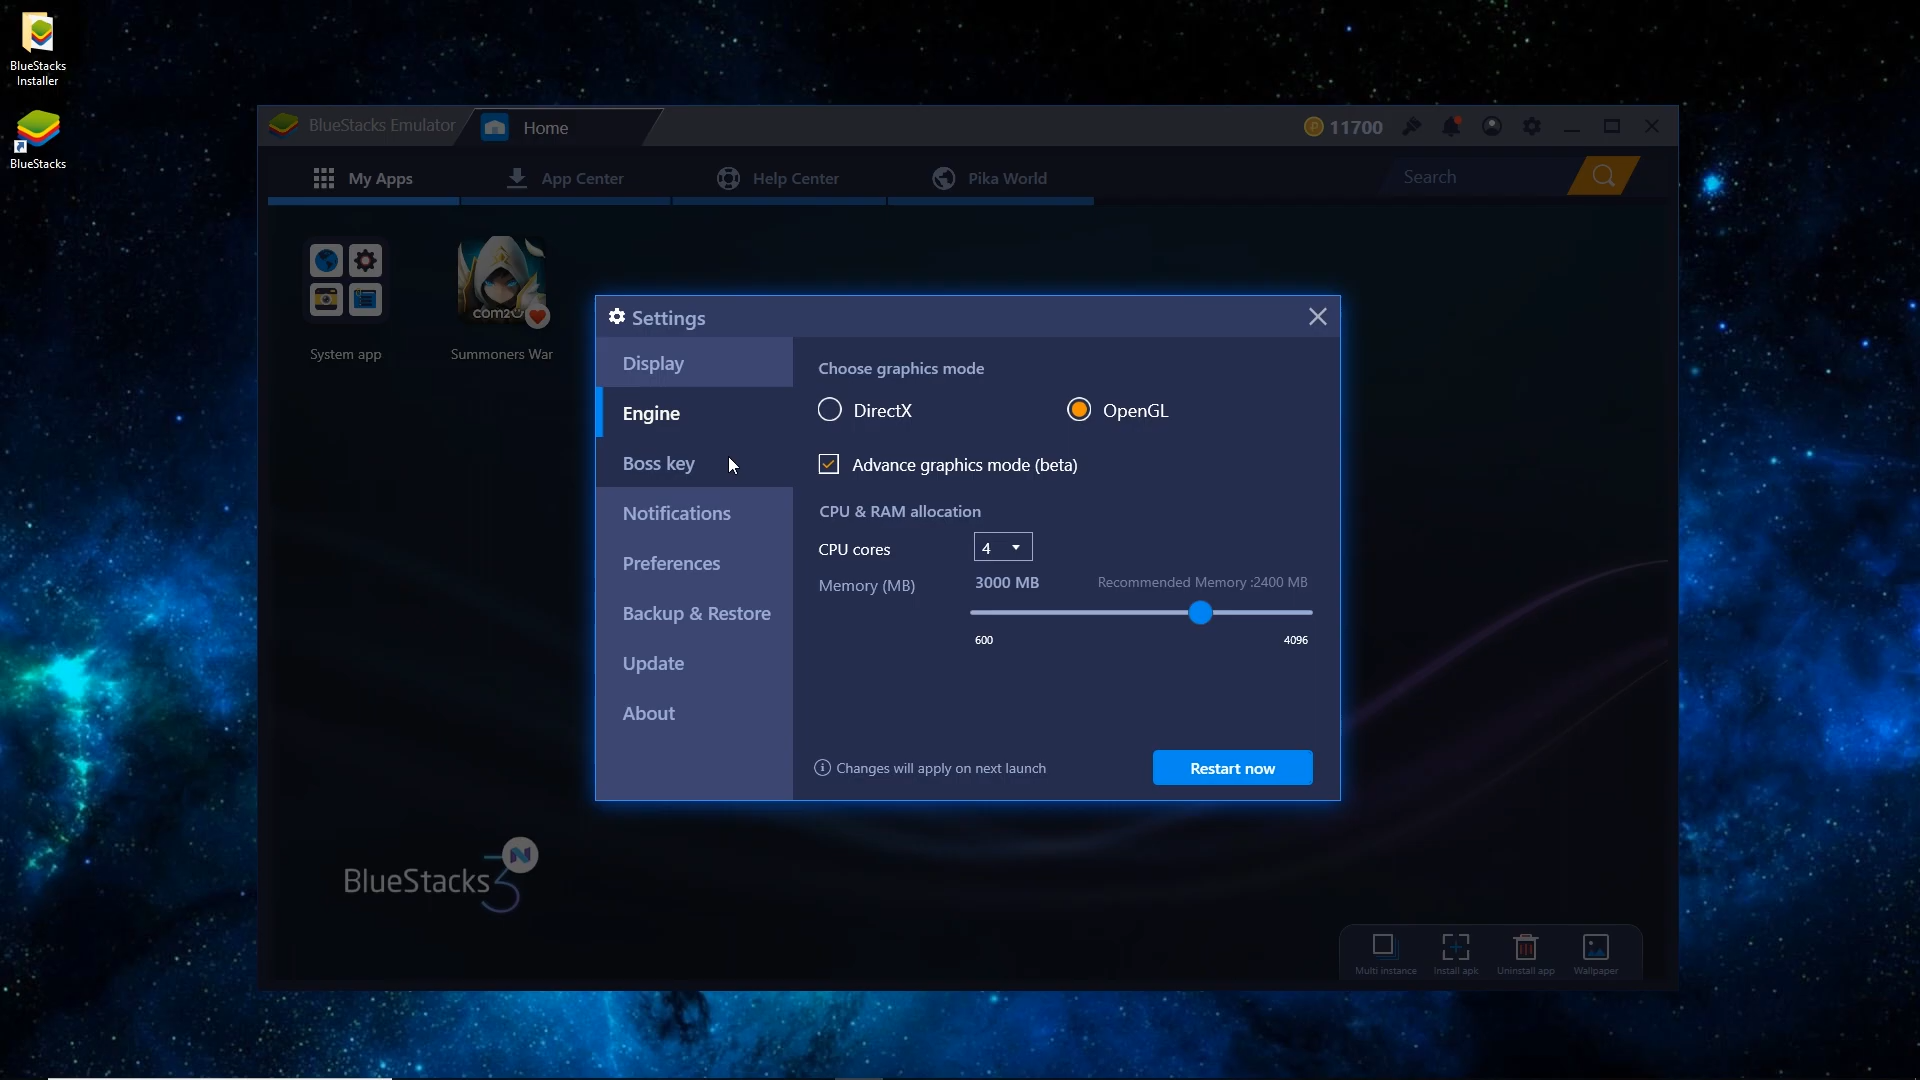 BlueStacks
Installer
BlueStacks
BlueStacks Emulator
Home
11700
My Apps
App Center
Help Center
Pika World
Search
com2u
System app
Summoners War
Settings
Display
Engine
Boss key
Notifications
Preferences
Backup & Restore
Update
About
Choose graphics mode
DirectX
OpenGL
Advance graphics mode (beta)
CPU & RAM allocation
CPU cores
4
Memory (MB)
3000 MB
Recommended Memory :2400 MB
600
4096
Changes will apply on next launch
Restart now
BlueStacks 3
N
Multi instance
Install apk
Uninstall app
Wallpaper